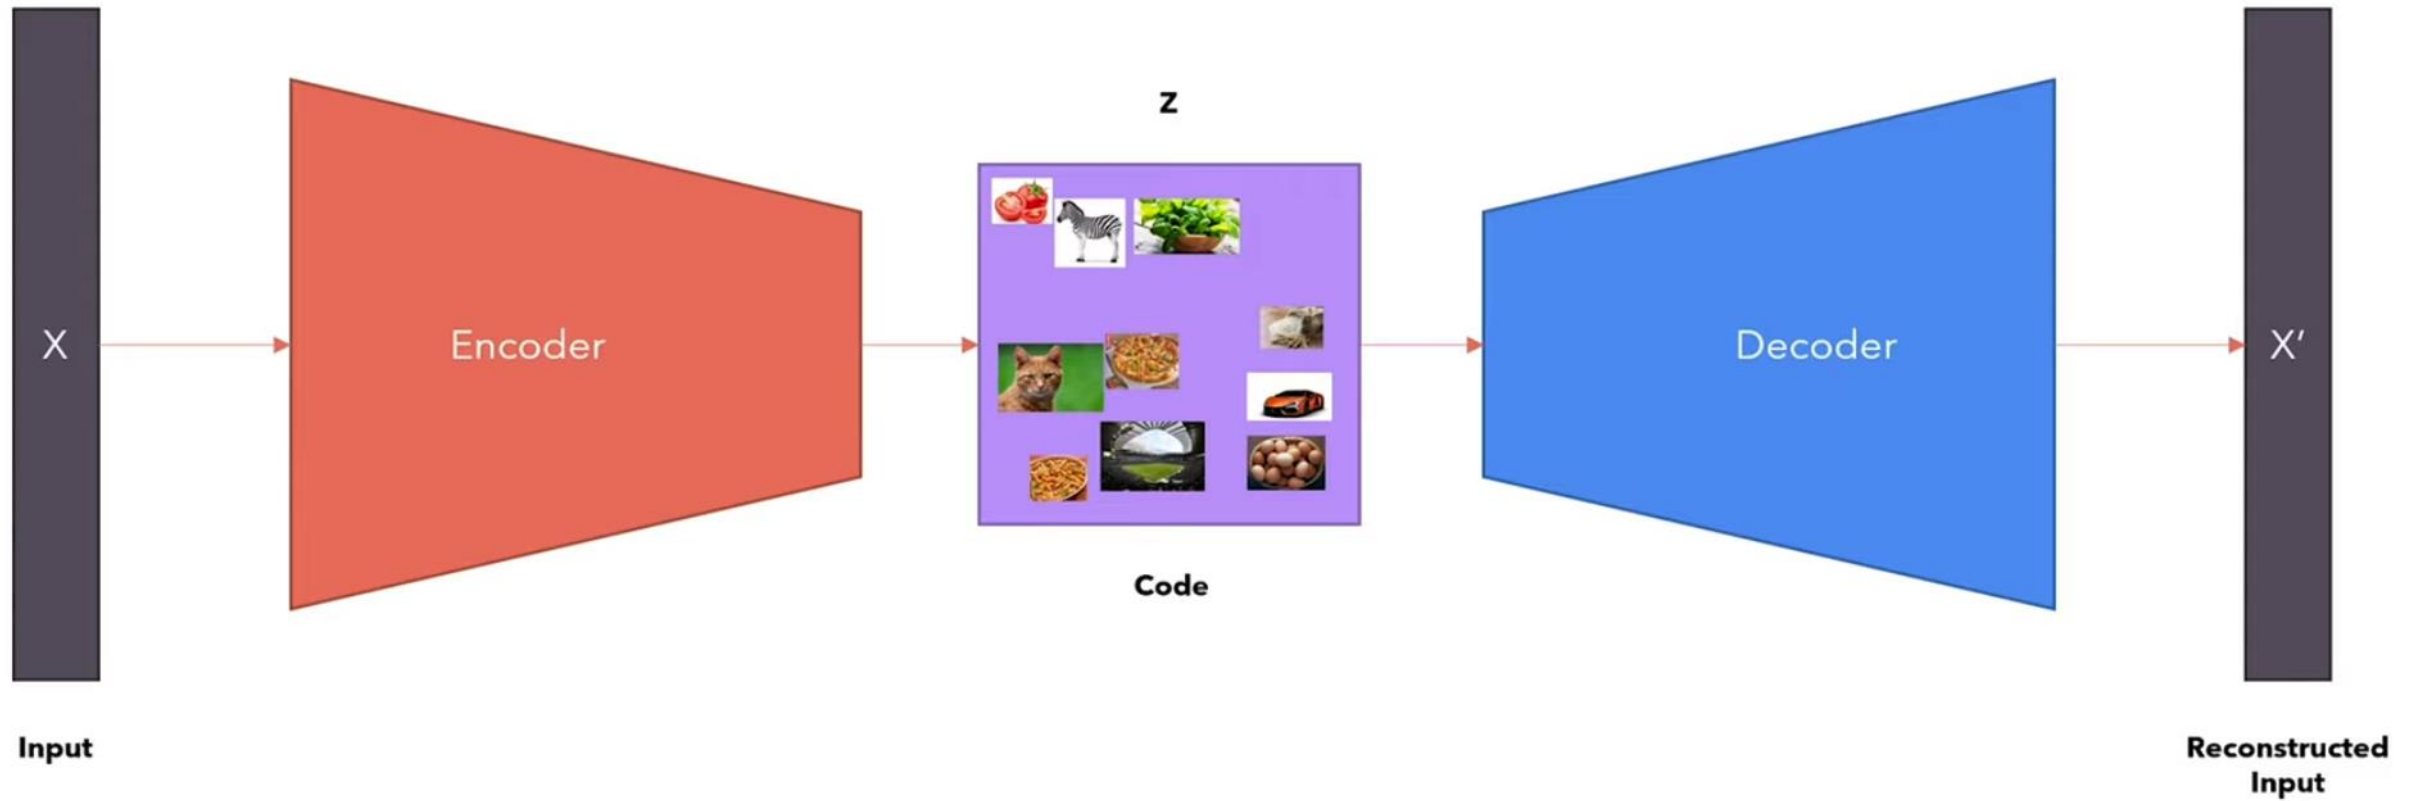 Z
X
Encoder
Decoder
X′
Code
Input
Reconstructed
Input